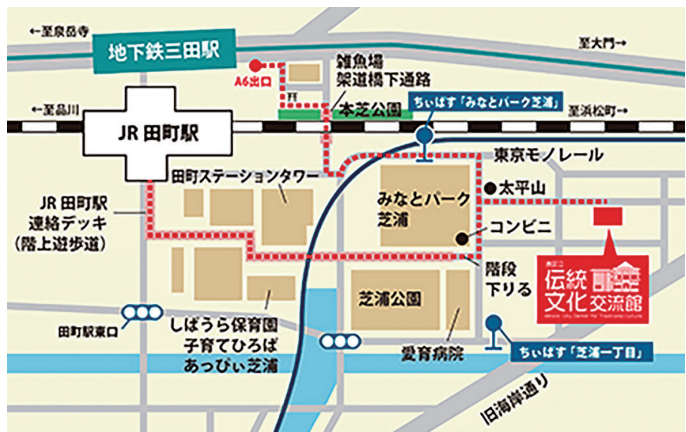 ←至泉岳寺
地下鉄三田駅
至大門→
A6出口
雑魚場
架道橋下通路
ちぃばす「みなとパーク芝浦」
←至品川
本芝公園
至浜松町→
JR 田町駅
東京モノレール
田町ステーションタワー
太平山
みなとパーク
芝浦
コンビニ
JR 田町駅
連絡デッキ
（階上遊歩道）
階段
下りる
港区立
伝統
文化交流館
芝浦公園
しばうら保育園
子育てひろば
あっぴぃ芝浦
田町駅東口
愛育病院
ちぃばす「芝浦一丁目」
旧海岸通り